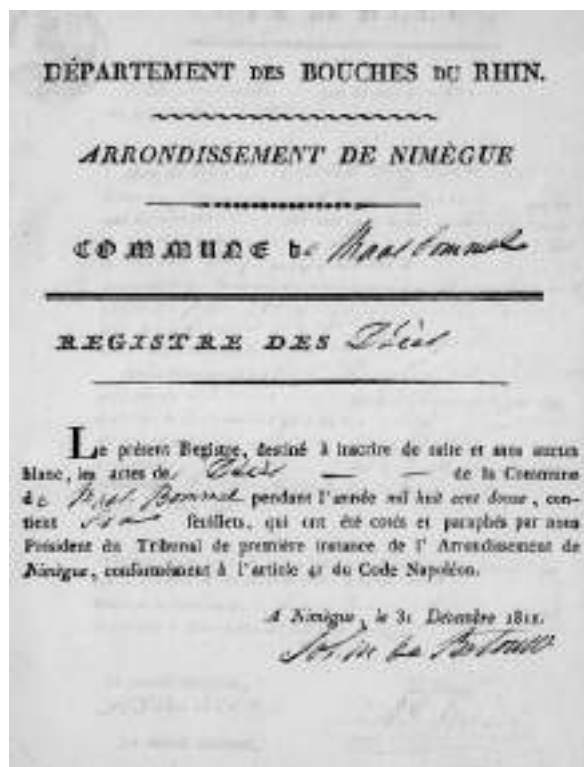 DÉPARTEMENT DES BOUCHES DU RHIN.
ARRONDISSEMENT DE NIMÈGUE
COMMUNE de Maasbommel
REGISTRE DES Décès
Le présent Registre, destiné à inscrire de suite et sans aucun
blanc, les actes de Décès — — de la Commune
de Maasbommel pendant l'année mil huit cent douze, con-
tient feuillets, qui ont été cotés et paraphés par nous
Président du Tribunal de première instance de l'Arrondissement de
Nimègue, conformément à l'article 41 du Code Napoléon.
A Nimègue, le 31 Décembre 1811.